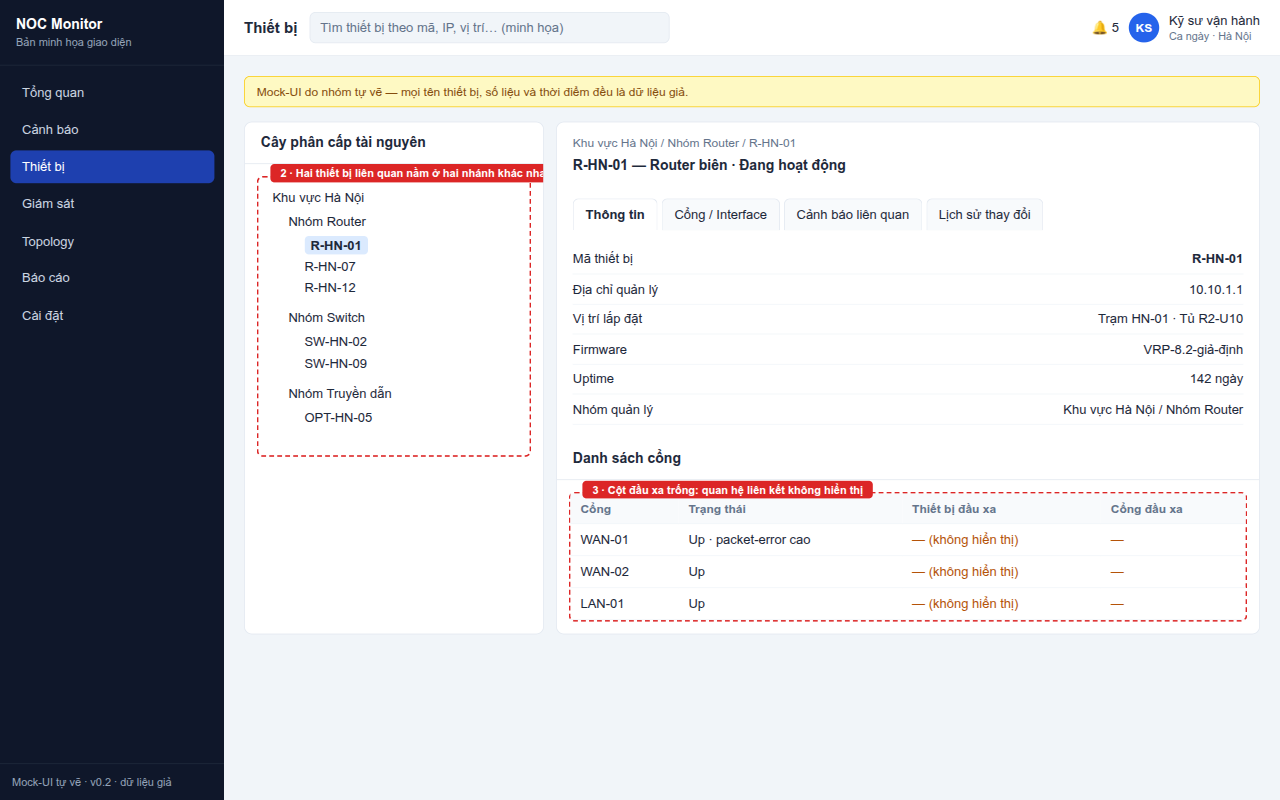 NOC Monitor
Bản minh họa giao diện
Tổng quan
Cảnh báo
Thiết bị
Giám sát
Topology
Báo cáo
Cài đặt
Mock-UI tự vẽ · v0.2 · dữ liệu giả
Thiết bị
Tìm thiết bị theo mã, IP, vị trí… (minh họa)
🔔 5
KS
Kỹ sư vận hành
Ca ngày · Hà Nội
Mock-UI do nhóm tự vẽ — mọi tên thiết bị, số liệu và thời điểm đều là dữ liệu giả.
Cây phân cấp tài nguyên
2 · Hai thiết bị liên quan nằm ở hai nhánh khác nha
Khu vực Hà Nội
Nhóm Router
R-HN-01
R-HN-07
R-HN-12
Nhóm Switch
SW-HN-02
SW-HN-09
Nhóm Truyền dẫn
OPT-HN-05
Khu vực Hà Nội / Nhóm Router / R-HN-01
R-HN-01 — Router biên · Đang hoạt động
Thông tin
Cổng / Interface
Cảnh báo liên quan
Lịch sử thay đổi
Mã thiết bị R-HN-01
Địa chỉ quản lý 10.10.1.1
Vị trí lắp đặt Trạm HN-01 · Tủ R2-U10
Firmware VRP-8.2-giả-định
Uptime 142 ngày
Nhóm quản lý Khu vực Hà Nội / Nhóm Router
Danh sách cổng
3 · Cột đầu xa trống: quan hệ liên kết không hiển thị
Cổng Trạng thái Thiết bị đầu xa Cổng đầu xa
WAN-01 Up · packet-error cao — (không hiển thị) —
WAN-02 Up — (không hiển thị) —
LAN-01 Up — (không hiển thị) —